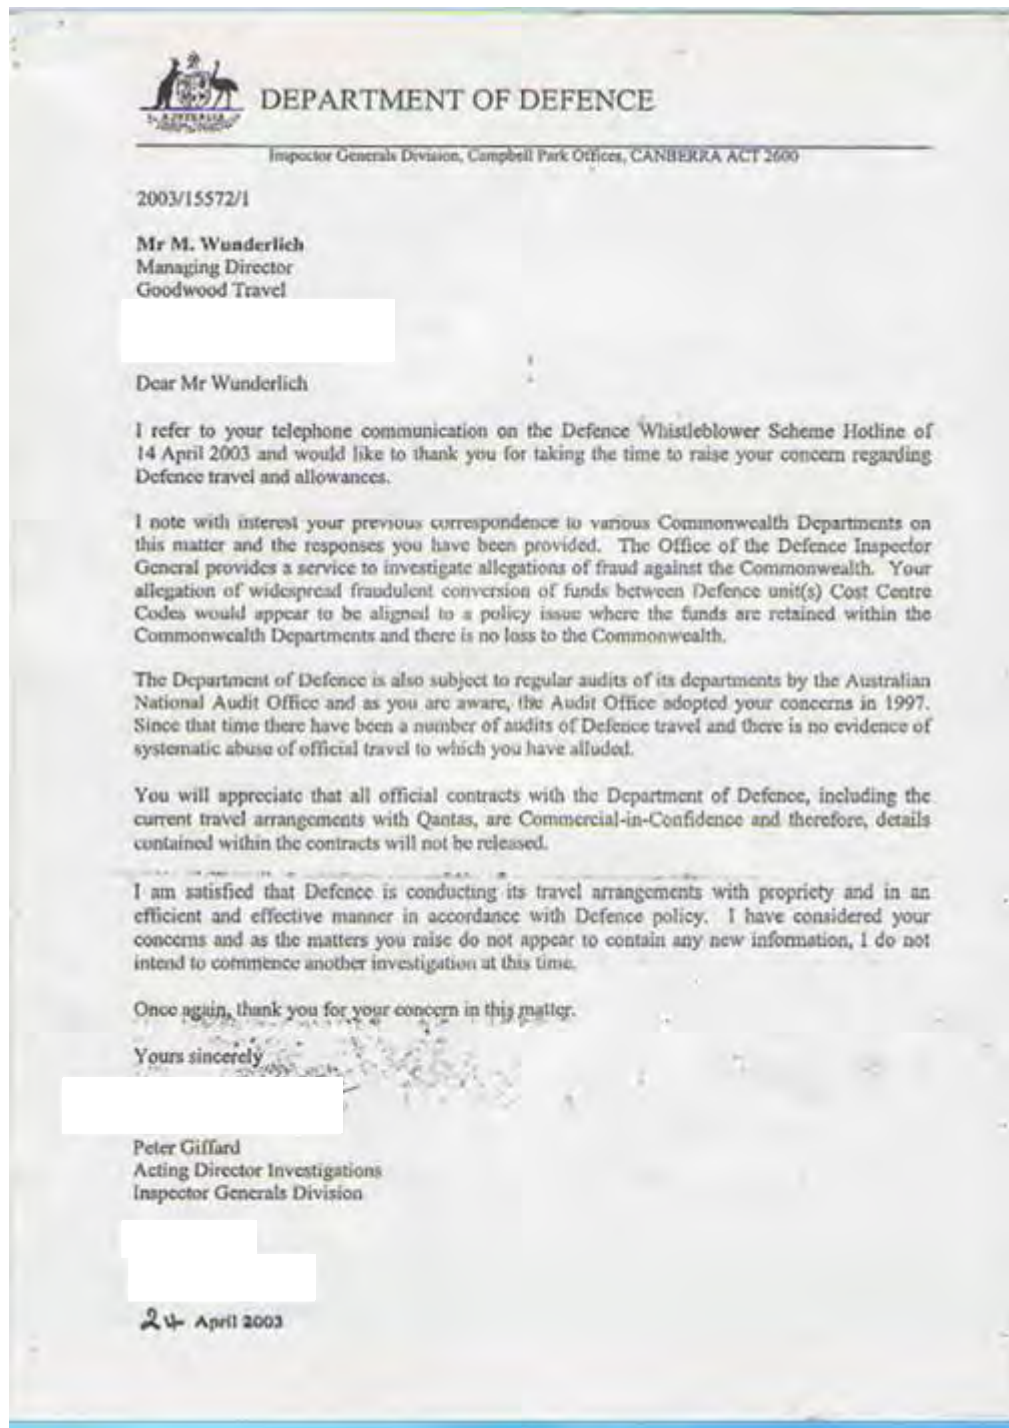 AUSTRALIA
DEPARTMENT OF DEFENCE
Inspector Generals Division, Campbell Park Offices, CANBERRA ACT 2600
2003/15572/1
Mr M. Wunderlich
Managing Director
Goodwood Travel
Dear Mr Wunderlich
I refer to your telephone communication on the Defence Whistleblower Scheme Hotline of
14 April 2003 and would like to thank you for taking the time to raise your concern regarding
Defence travel and allowances.
I note with interest your previous correspondence to various Commonwealth Departments on
this matter and the responses you have been provided. The Office of the Defence Inspector
General provides a service to investigate allegations of fraud against the Commonwealth. Your
allegation of widespread fraudulent conversion of funds between Defence unit(s) Cost Centre
Codes would appear to be aligned to a policy issue where the funds are retained within the
Commonwealth Departments and there is no loss to the Commonwealth.
The Department of Defence is also subject to regular audits of its departments by the Australian
National Audit Office and as you are aware, the Audit Office adopted your concerns in 1997.
Since that time there have been a number of audits of Defence travel and there is no evidence of
systematic abuse of official travel to which you have alluded.
You will appreciate that all official contracts with the Department of Defence, including the
current travel arrangements with Qantas, are Commercial-in-Confidence and therefore, details
contained within the contracts will not be released.
I am satisfied that Defence is conducting its travel arrangements with propriety and in an
efficient and effective manner in accordance with Defence policy. I have considered your
concerns and as the matters you raise do not appear to contain any new information, I do not
intend to commence another investigation at this time.
Once again, thank you for your concern in this matter.
Yours sincerely
Peter Giffard
Acting Director Investigations
Inspector Generals Division
24 April 2003